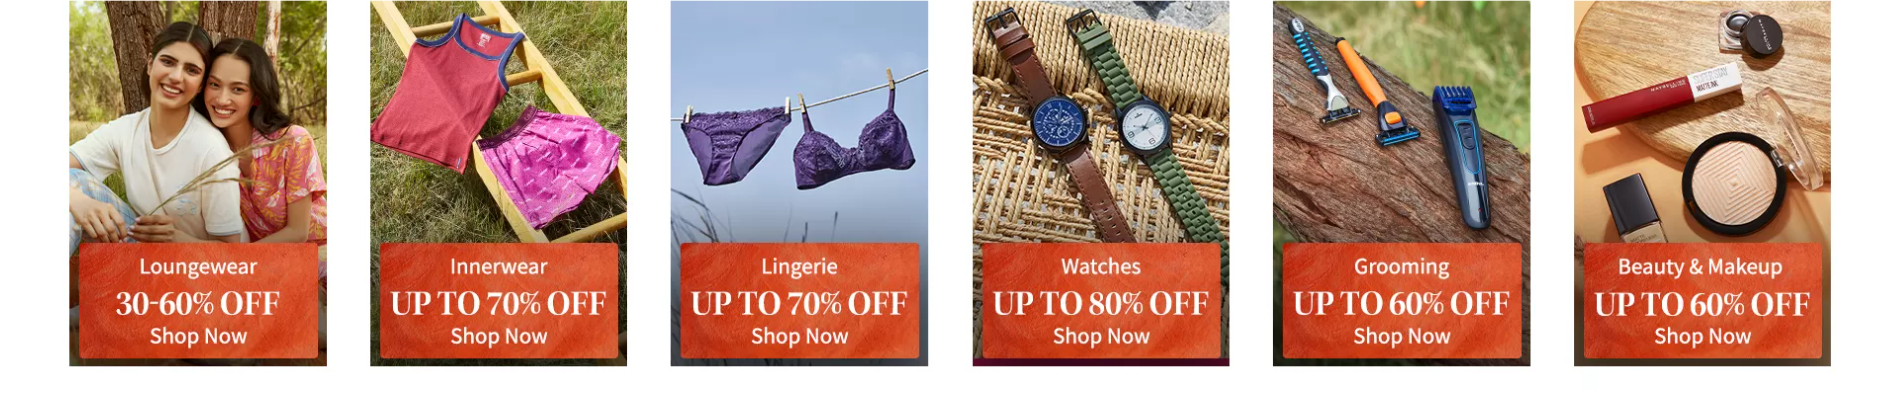 Loungewear
30-60% OFF
Shop Now
Innerwear
UP TO 70% OFF
Shop Now
Lingerie
UP TO 70% OFF
Shop Now
Watches
UP TO 80% OFF
Shop Now
Grooming
UP TO 60% OFF
Shop Now
MATTE INK
Beauty & Makeup
UP TO 60% OFF
Shop Now